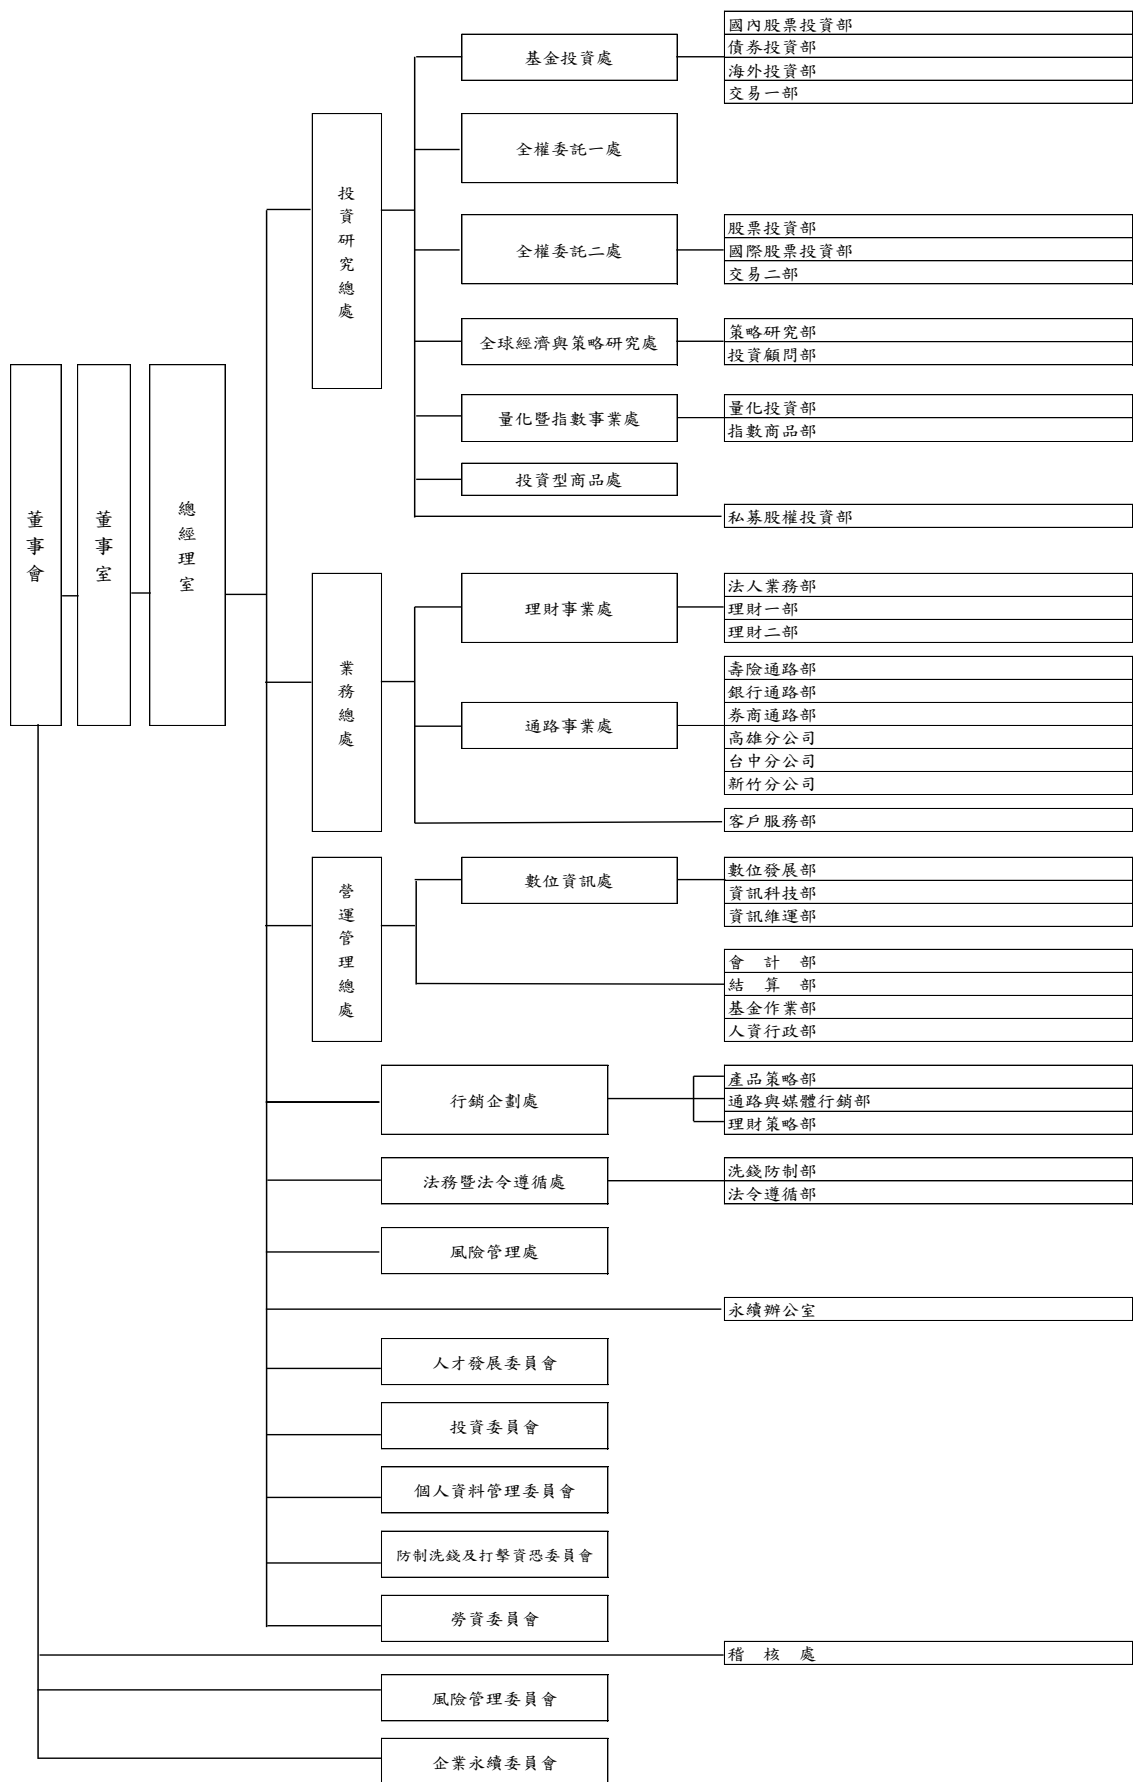 國內股票投資部
基金投資處
債券投資部
海外投資部
交易一部
全權委託一處
投資研究總處
股票投資部
全權委託二處
國際股票投資部
交易二部
全球經濟與策略研究處
策略研究部
投資顧問部
量化暨指數事業處
量化投資部
指數商品部
投資型商品處
私募股權投資部
董事會
董事室
總經理室
法人業務部
理財事業處
理財一部
理財二部
業務總處
壽險通路部
銀行通路部
券商通路部
通路事業處
高雄分公司
台中分公司
新竹分公司
客戶服務部
數位發展部
數位資訊處
資訊科技部
資訊維運部
營運管理總處
會 計 部
結 算 部
基金作業部
人資行政部
產品策略部
行銷企劃處
通路與媒體行銷部
理財策略部
洗錢防制部
法務暨法令遵循處
法令遵循部
風險管理處
永續辦公室
人才發展委員會
投資委員會
個人資料管理委員會
防制洗錢及打擊資恐委員會
勞資委員會
稽 核 處
風險管理委員會
企業永續委員會